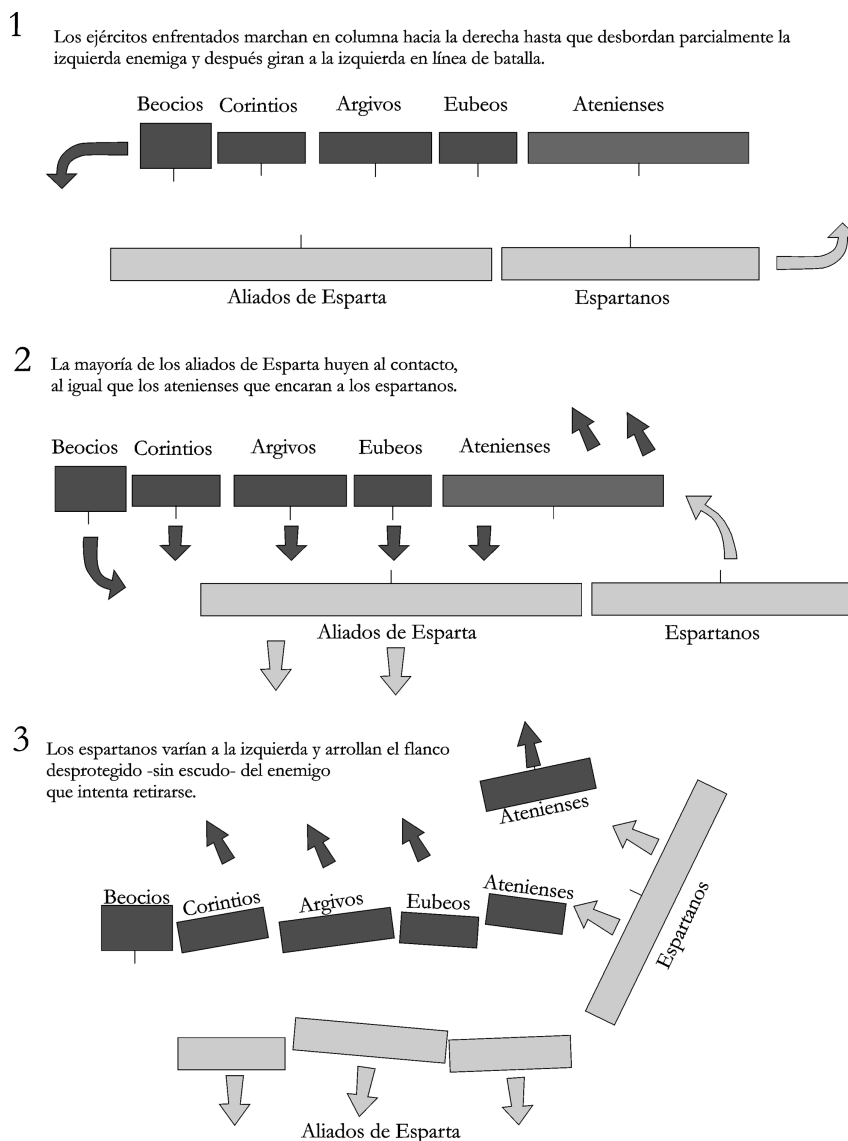 1
Los ejércitos enfrentados marchan en columna hacia la derecha hasta que desbordan parcialmente la
izquierda enemiga y después giran a la izquierda en línea de batalla.
Beocios Corintios Argivos Eubeos Atenienses
Aliados de Esparta Espartanos
2
La mayoría de los aliados de Esparta huyen al contacto,
al igual que los atenienses que encaran a los espartanos.
Beocios Corintios Argivos Eubeos Atenienses
Aliados de Esparta Espartanos
3
Los espartanos varían a la izquierda y arrollan el flanco
desprotegido -sin escudo- del enemigo
que intenta retirarse.
Atenienses
Beocios Corintios Argivos Eubeos Atenienses
Espartanos
Aliados de Esparta